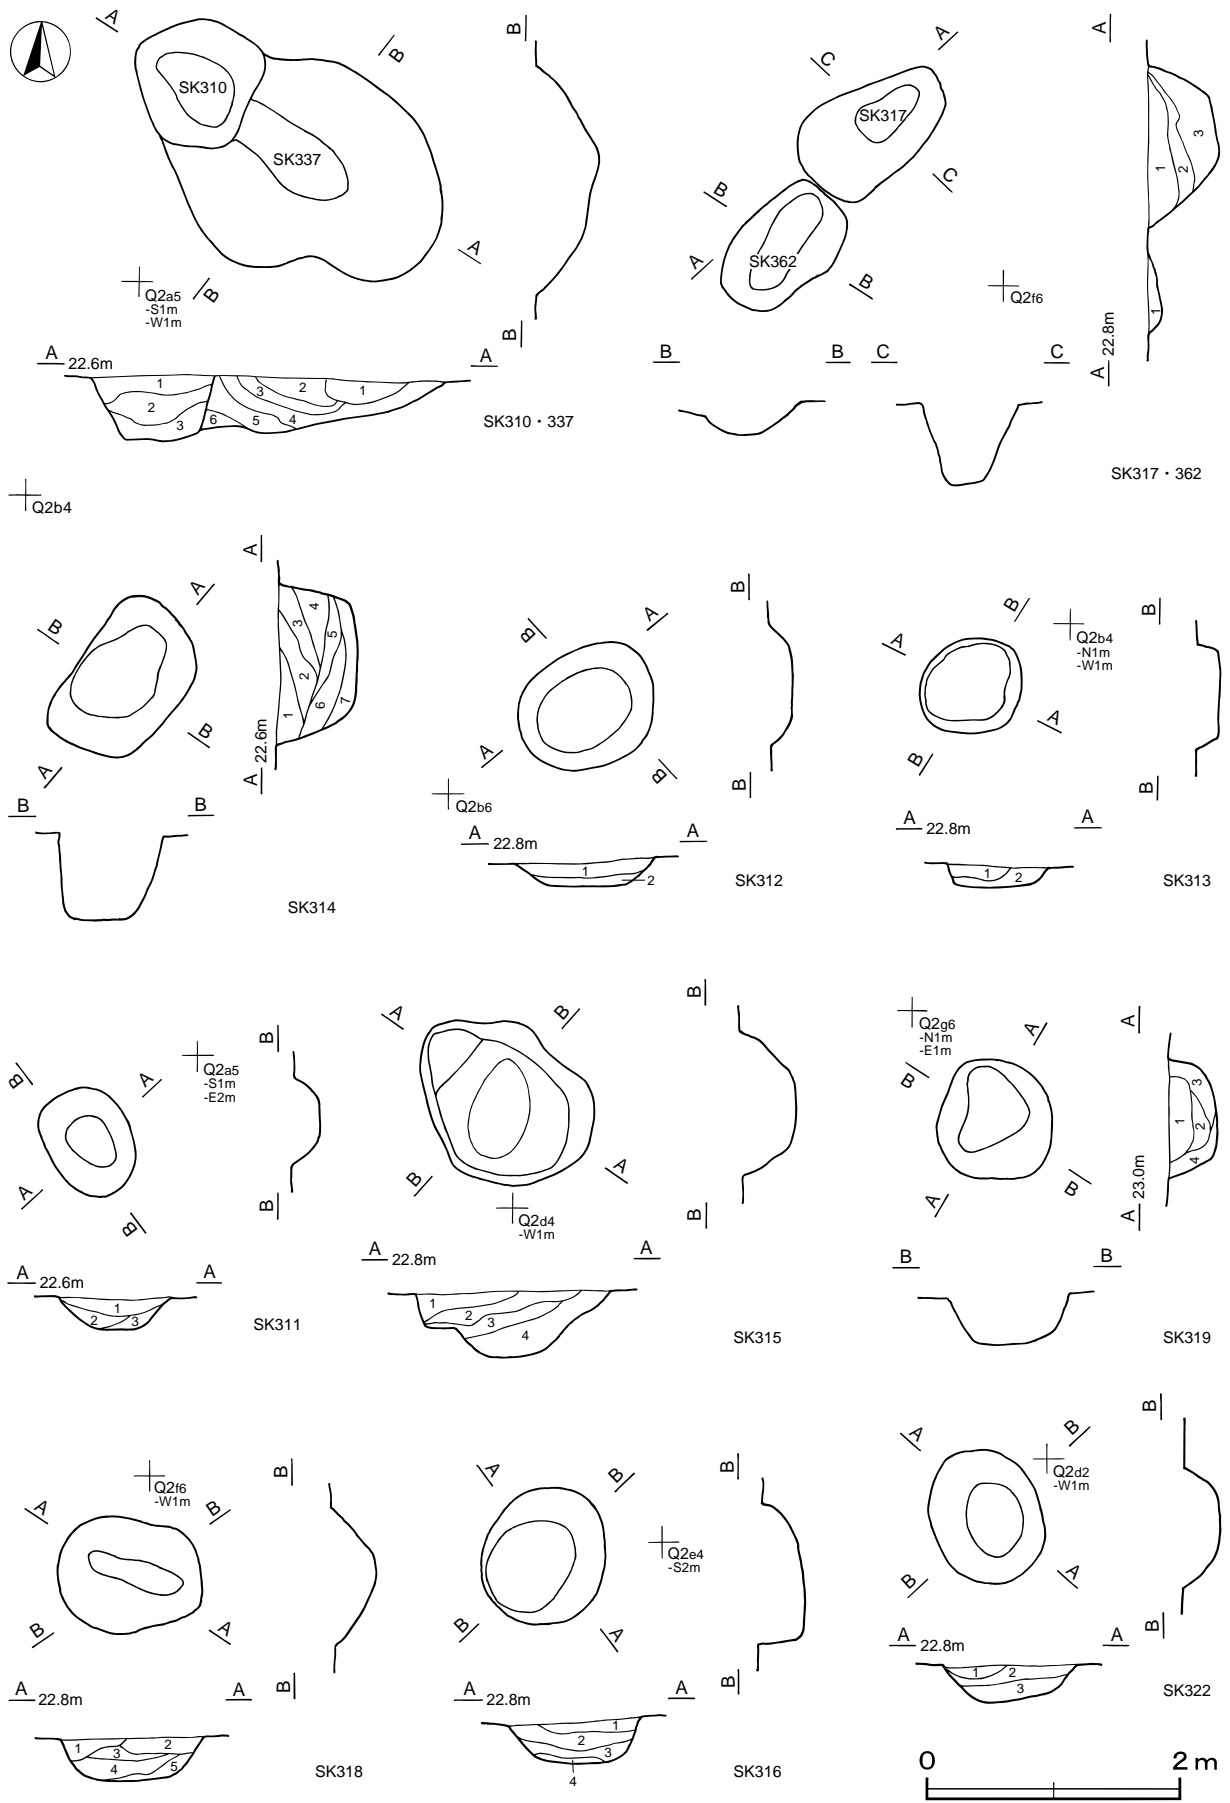 A
B
SK310
SK337
A
B
Q2a5
-S1m
-W1m
B
B
A 22.6m
A
1
2
3
6
3
2
1
5
4
SK310・337
C
A
SK317
B
C
A
SK362
B
Q2f6
A
3
1
2
1
A 22.8m
B
B
C
C
SK317・362
Q2b4
A
B
B
A
A
4
3
5
2
6
7
1
A 22.6m
B
B
SK314
B
A
A
B
Q2b6
B
B
A 22.8m
A
1
2
SK312
B
A
Q2b4
-N1m
-W1m
A
B
B
B
A 22.8m
A
1
2
SK313
B
A
Q2a5
-S1m
-E2m
A
B
B
B
A 22.6m
A
1
2
3
SK311
A
B
B
A
Q2d4
-W1m
B
B
A 22.8m
A
1
2
3
4
SK315
Q2g6
-N1m
-E1m
A
B
A
B
A
3
1
2
4
A 23.0m
B
B
SK319
Q2f6
-W1m
A
B
B
A
B
B
A 22.8m
A
1
3
2
4
5
SK318
A
B
Q2e4
-S2m
B
A
B
B
A 22.8m
A
1
2
3
4
SK316
A
B
Q2d2
-W1m
B
A
B
B
A 22.8m
A
1
2
3
SK322
0
2 m